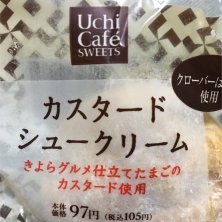 Uchi
Café
SWEETS
クローバーは
使用
カスタード
シュークリーム
きよらグルメ仕立てたまごの
カスタード使用
本体
価格 97円(税込105円)